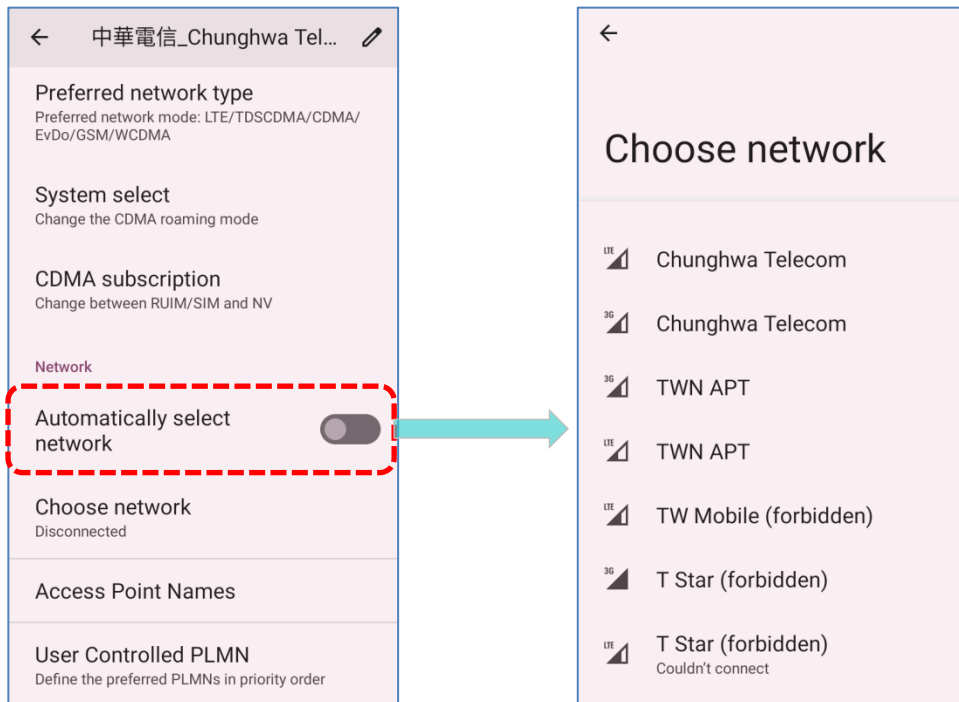 中華電信_Chunghwa Tel...
Preferred network type
Preferred network mode: LTE/TDSCDMA/CDMA/
EvDo/GSM/WCDMA
System select
Change the CDMA roaming mode
CDMA subscription
Change between RUIM/SIM and NV
Network
Automatically select
network
Choose network
Disconnected
Access Point Names
User Controlled PLMN
Define the preferred PLMNs in priority order
Choose network
LTE Chunghwa Telecom
3G Chunghwa Telecom
3G TWN APT
LTE TWN APT
LTE TW Mobile (forbidden)
3G T Star (forbidden)
LTE T Star (forbidden)
Couldn't connect